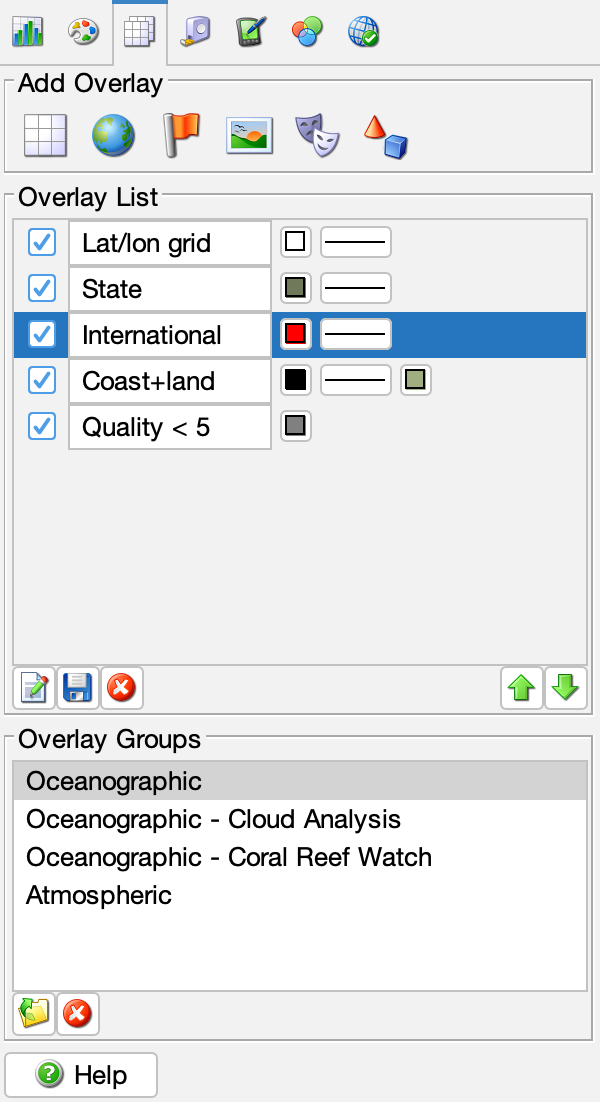 Add Overlay
Overlay List
Lat/lon grid
State
International
Coast+land
Quality < 5
Overlay Groups
Oceanographic
Oceanographic - Cloud Analysis
Oceanographic - Coral Reef Watch
Atmospheric
Help